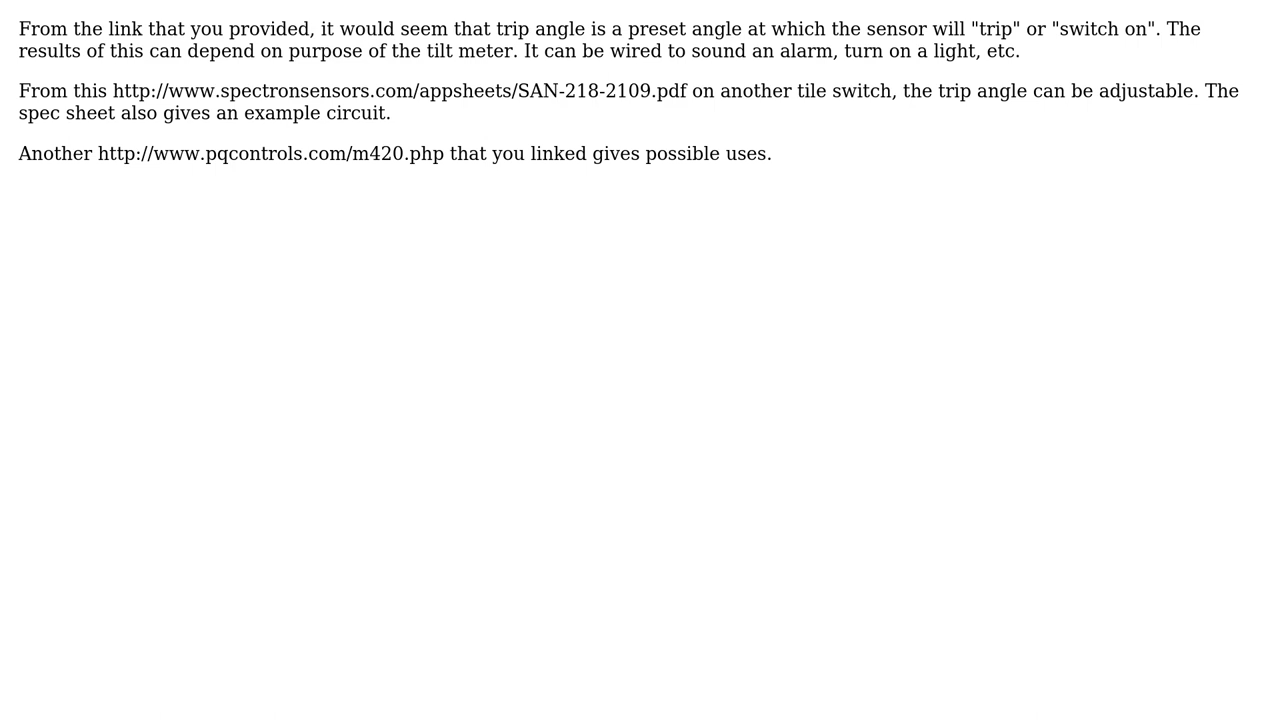 From the link that you provided, it would seem that trip angle is a preset angle at which the sensor will "trip" or "switch on". The
results of this can depend on purpose of the tilt meter. It can be wired to sound an alarm, turn on a light, etc.
From this http://www.spectronsensors.com/appsheets/SAN-218-2109.pdf on another tile switch, the trip angle can be adjustable. The
spec sheet also gives an example circuit.
Another http://www.pqcontrols.com/m420.php that you linked gives possible uses.